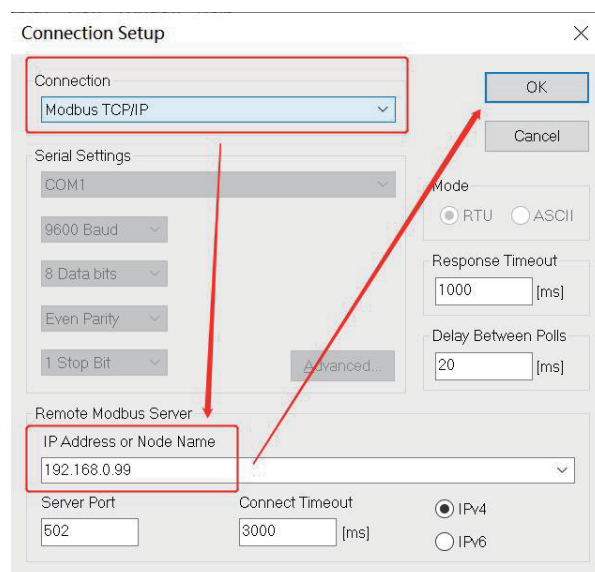 Connection Setup
Connection
Modbus TCP/IP
OK
Cancel
Serial Settings
COM1
9600 Baud
8 Data bits
Even Parity
1 Stop Bit
Advanced...
Mode
RTU
ASCII
Response Timeout
1000 [ms]
Delay Between Polls
20 [ms]
Remote Modbus Server
IP Address or Node Name
192.168.0.99
Server Port
Connect Timeout
502
3000 [ms]
IPv4
IPv6